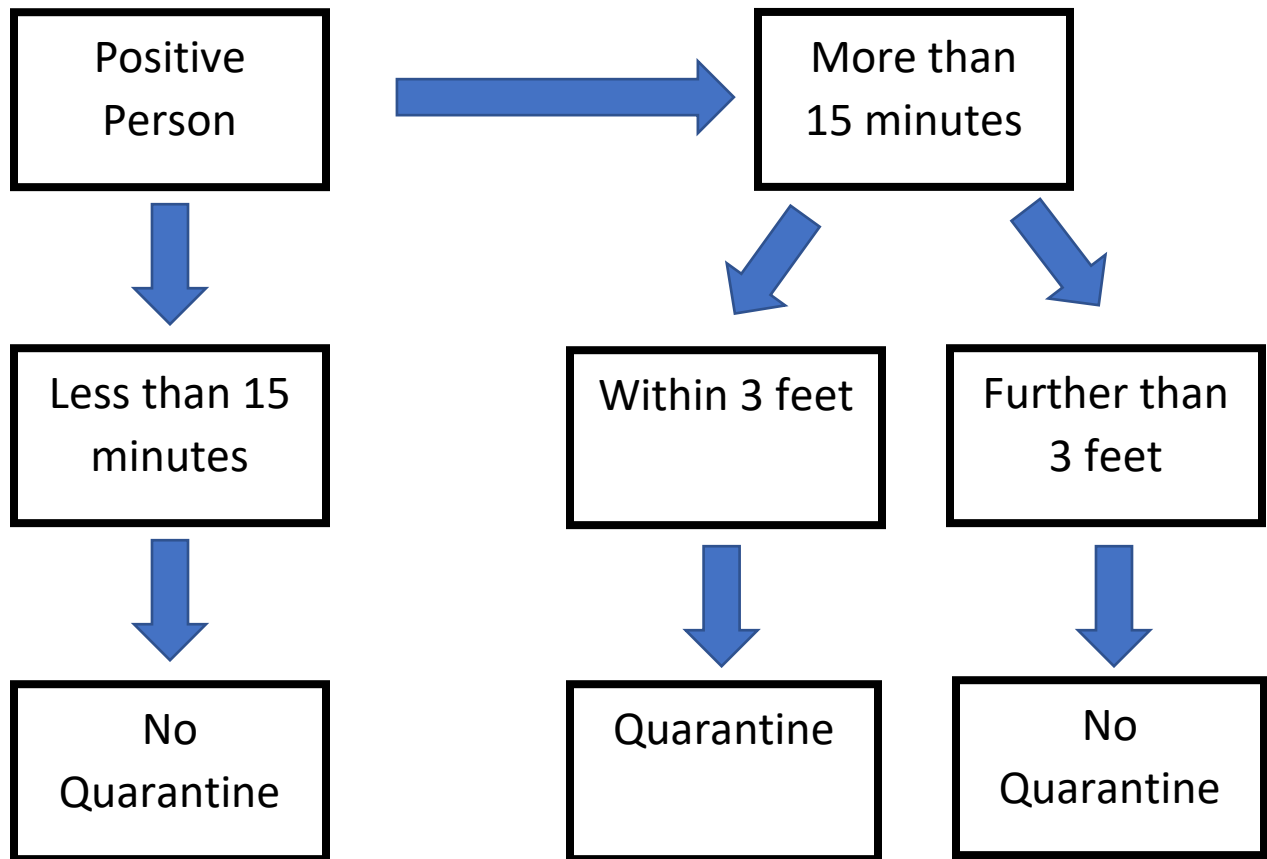 Positive
Person
More than
15 minutes
Less than 15
minutes
Within 3 feet
Further than
3 feet
No
Quarantine
Quarantine
No
Quarantine